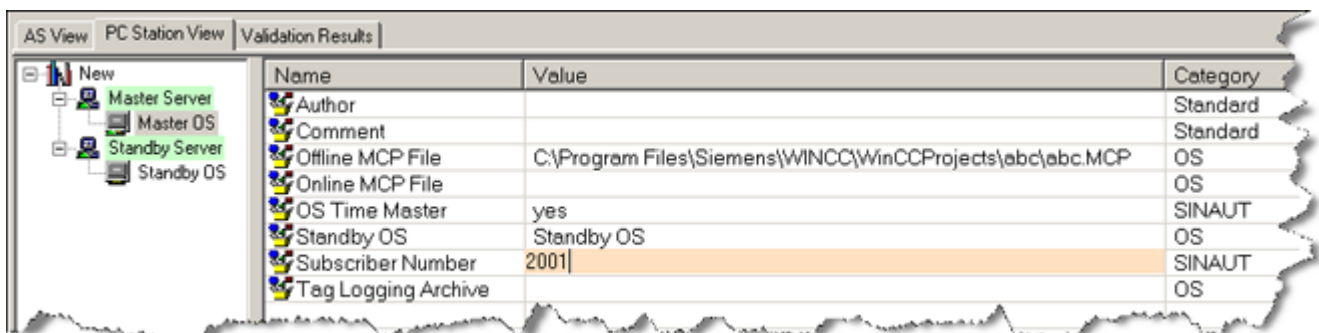 AS View PC Station View Validation Results
New
Master Server
Master OS
Standby Server
Standby OS
Name Value Category
Author Standard
Comment Standard
Offline MCP File C:\Program Files\Siemens\WINCC\WinCCProjects\abc\abc.MCP OS
Online MCP File OS
OS Time Master yes SINAUT
Standby OS Standby OS OS
Subscriber Number 2001 SINAUT
Tag Logging Archive OS